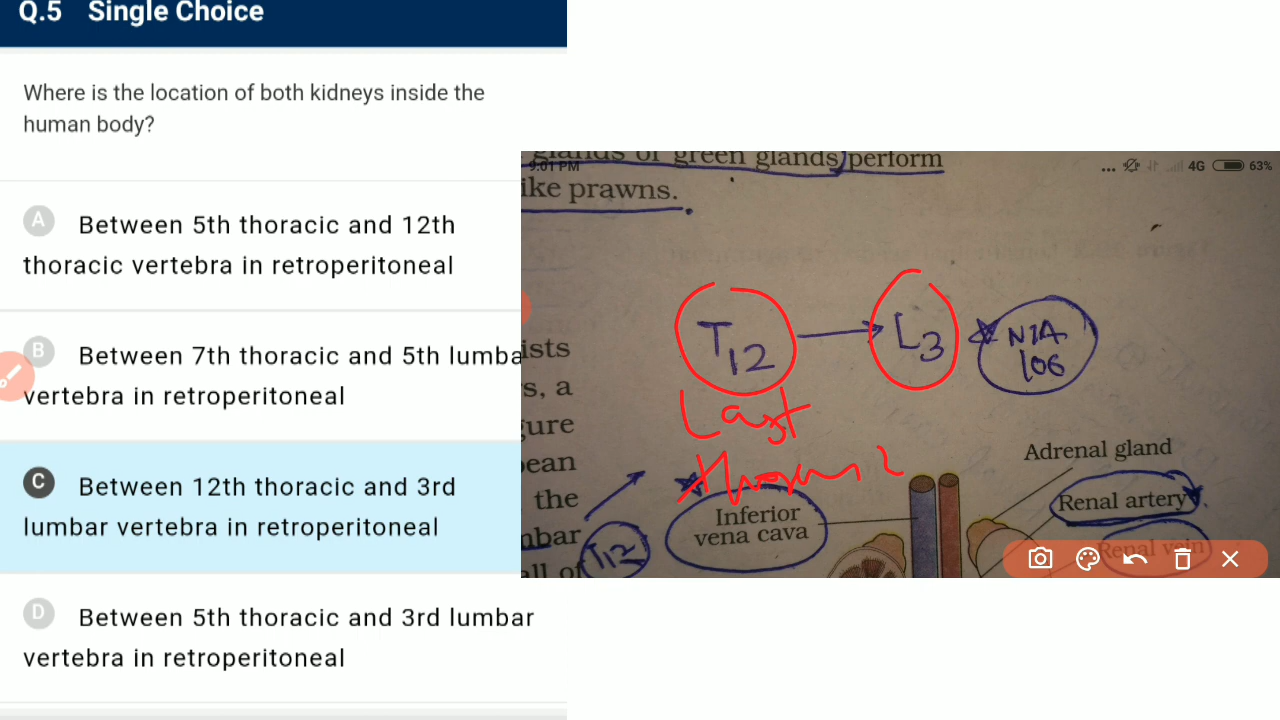 Q.5 Single Choice
Where is the location of both kidneys inside the
human body?
A Between 5th thoracic and 12th
thoracic vertebra in retroperitoneal
B Between 7th thoracic and 5th lumba
vertebra in retroperitoneal
C Between 12th thoracic and 3rd
lumbar vertebra in retroperitoneal
D Between 5th thoracic and 3rd lumbar
vertebra in retroperitoneal
glands or green glands) perform
9:01 PM
... 4G 63%
ike prawns.
T12 L3 NTA
106
Last
ists
s, a
gure
ean
the
nbar
all of
T12
Adrenal gland
Inferior
vena cava
Renal artery
Renal vein